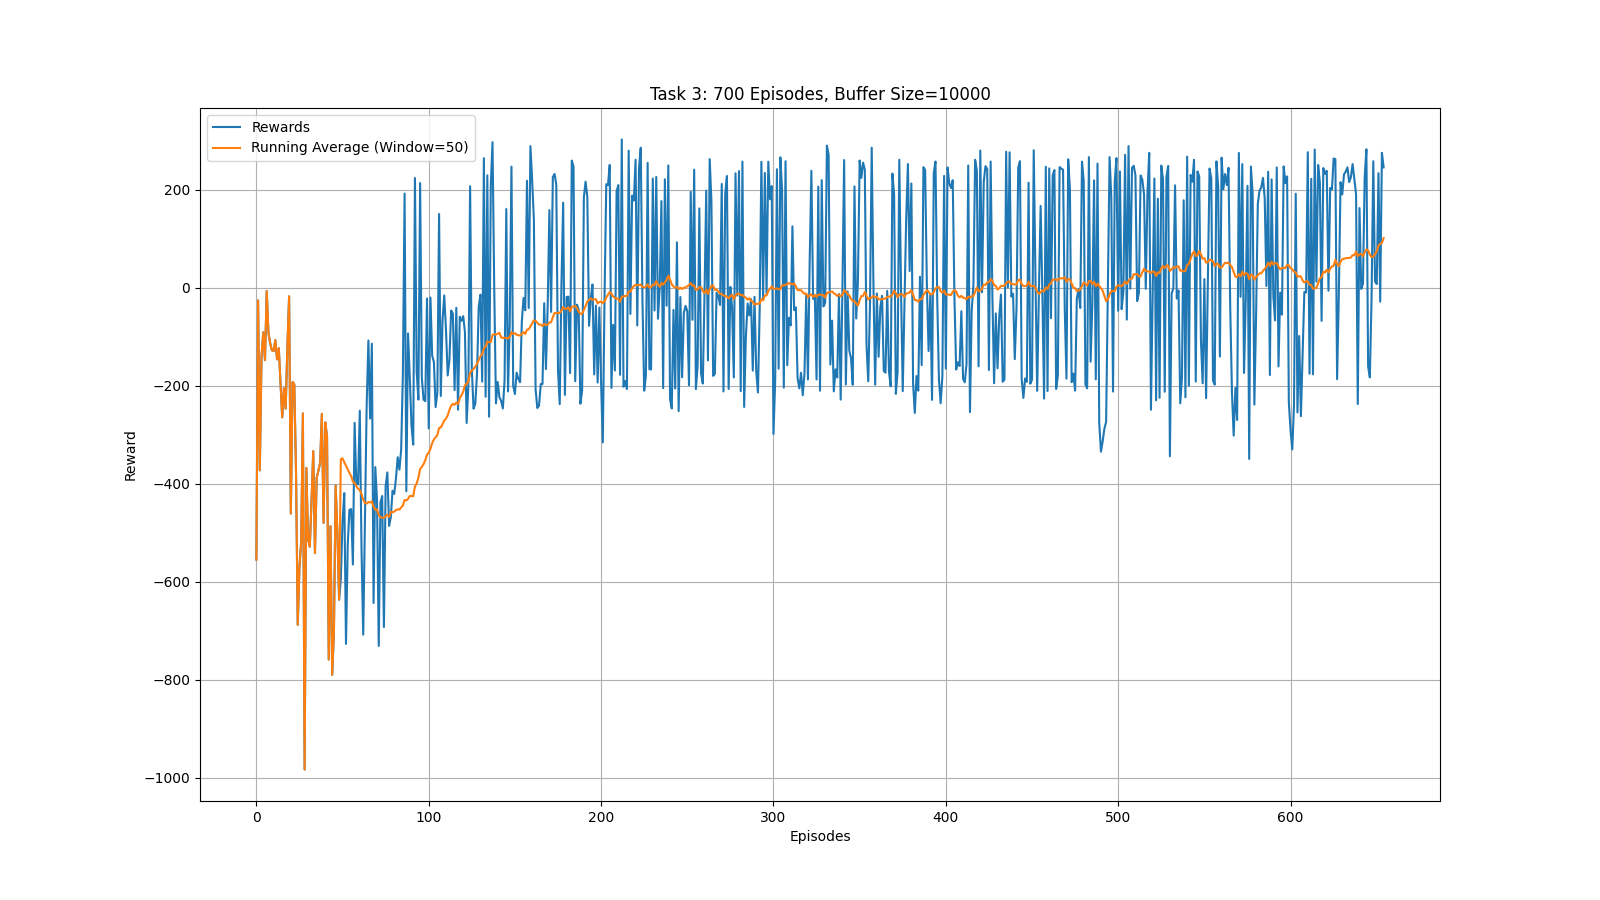 Task 3: 700 Episodes, Buffer Size=10000
Rewards
Running Average (Window=50)
200
0
−200
−400
−600
−800
−1000
Reward
0
100
200
300
400
500
600
Episodes